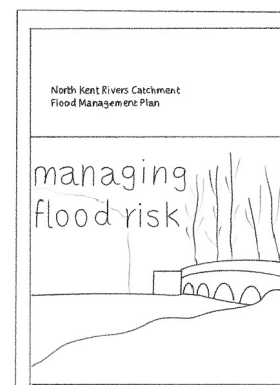 North Kent Rivers Catchment
Flood Management Plan
managing
flood risk